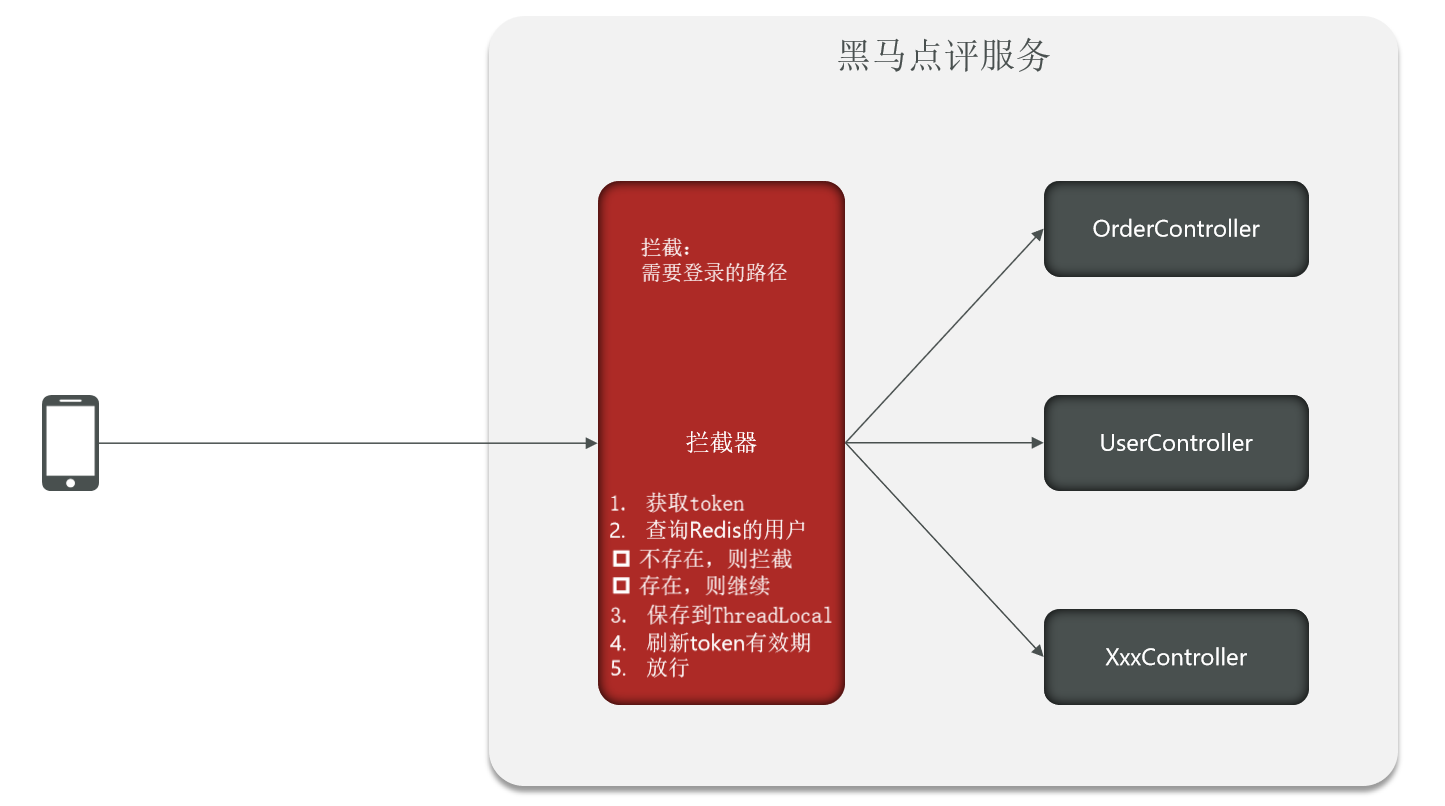 黑马点评服务
拦截：
需要登录的路径
拦截器
1. 获取token
2. 查询Redis的用户
不存在，则拦截
存在，则继续
3. 保存到ThreadLocal
4. 刷新token有效期
5. 放行
OrderController
UserController
XxxController